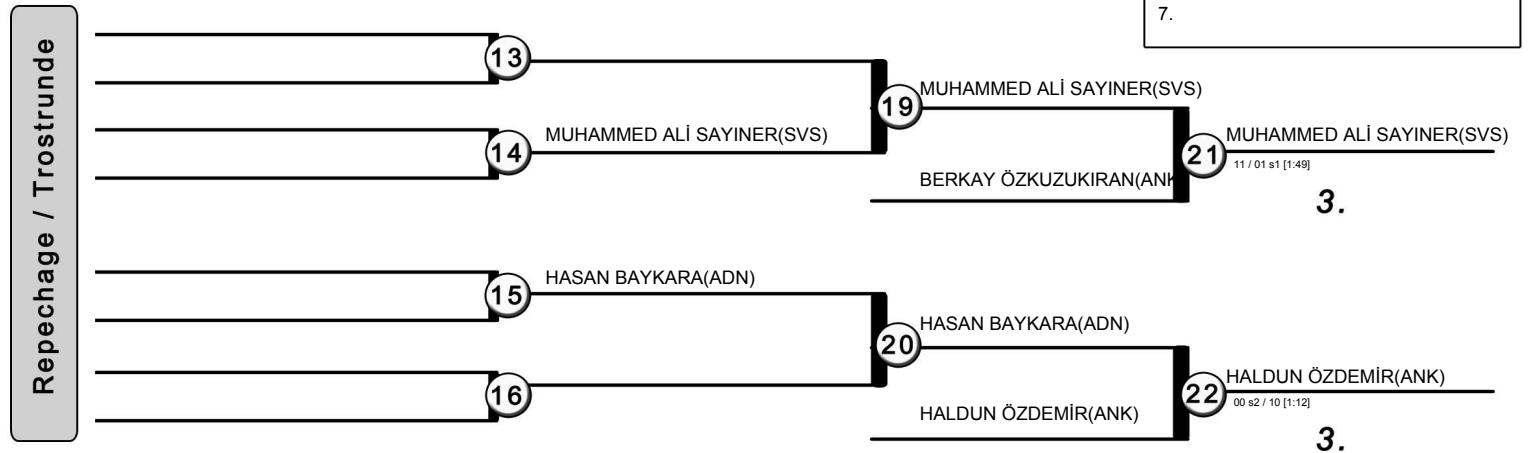 7.
Repechage / Trostrunde
13
14
MUHAMMED ALİ SAYINER(SVS)
19
MUHAMMED ALİ SAYINER(SVS)
BERKAY ÖZKUZUKIRAN(ANK
21
MUHAMMED ALİ SAYINER(SVS)
11 / 01 s1 [1:49]
3.
15
HASAN BAYKARA(ADN)
16
20
HASAN BAYKARA(ADN)
HALDUN ÖZDEMİR(ANK)
22
HALDUN ÖZDEMİR(ANK)
00 s2 / 10 [1:12]
3.